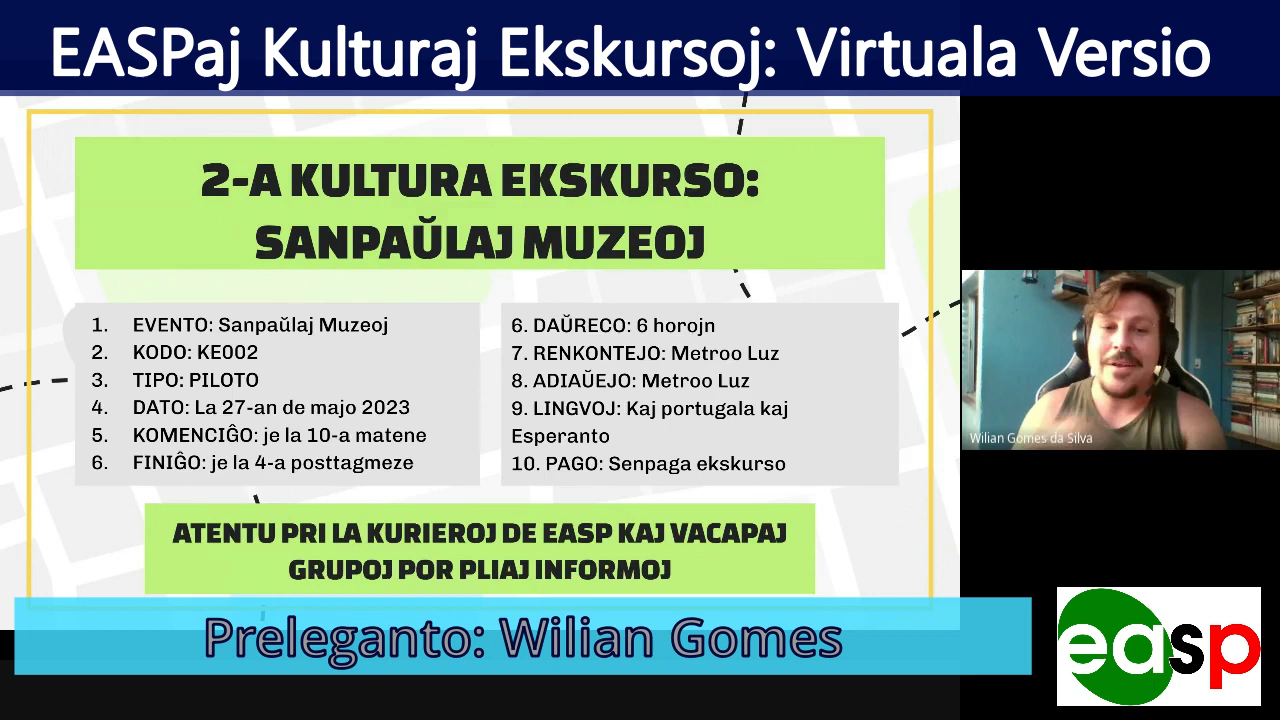 EASPaj Kulturaj Ekskursoj: Virtuala Versio
2-A KULTURA EKSKURSO:
SANPAŬLAJ MUZEOJ
1. EVENTO: Sanpaŭlaj Muzeoj
2. KODO: KE002
3. TIPO: PILOTO
4. DATO: La 27-an de majo 2023
5. KOMENCIĜO: je la 10-a matene
6. FINIĜO: je la 4-a posttagmeze
6. DAŬRECO: 6 horojn
7. RENKONTEJO: Metroo Luz
8. ADIAŬEJO: Metroo Luz
9. LINGVOJ: Kaj portugala kaj
Esperanto
10. PAGO: Senpaga ekskurso
ATENTU PRI LA KURIEROJ DE EASP KAJ VACAPAJ
GRUPOJ POR PLIAJ INFORMOJ
Wilian Gomes da Silva
Preleganto: Wilian Gomes
easp